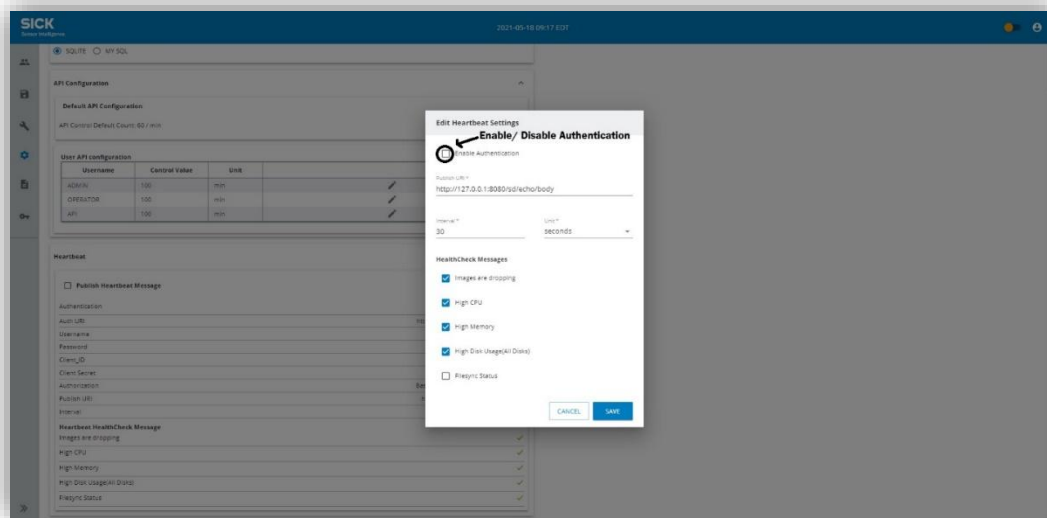 SICK
Sensor Intelligence.
2021-05-18 09:17 EDT
SQLITE MY SQL
API Configuration
Default API Configuration
API Control Default Count: 60 / min
User API configuration
Username Control Value Unit
ADMIN 100 min
OPERATOR 100 min
API 100 min
Heartbeat
Publish Heartbeat Message
Authentication
Auth URI
Username
Password
Client_ID
Client Secret
Authorization
Publish URI
Interval
Heartbeat HealthCheck Message
Images are dropping
High CPU
High Memory
High Disk Usage(All Disks)
Filesync Status
Edit Heartbeat Settings
Enable/ Disable Authentication
Enable Authentication
Publish URI *
http://127.0.0.1:8080/sd/echo/body
Interval * Unit *
30 seconds
HealthCheck Messages
Images are dropping
High CPU
High Memory
High Disk Usage(All Disks)
Filesync Status
CANCEL SAVE